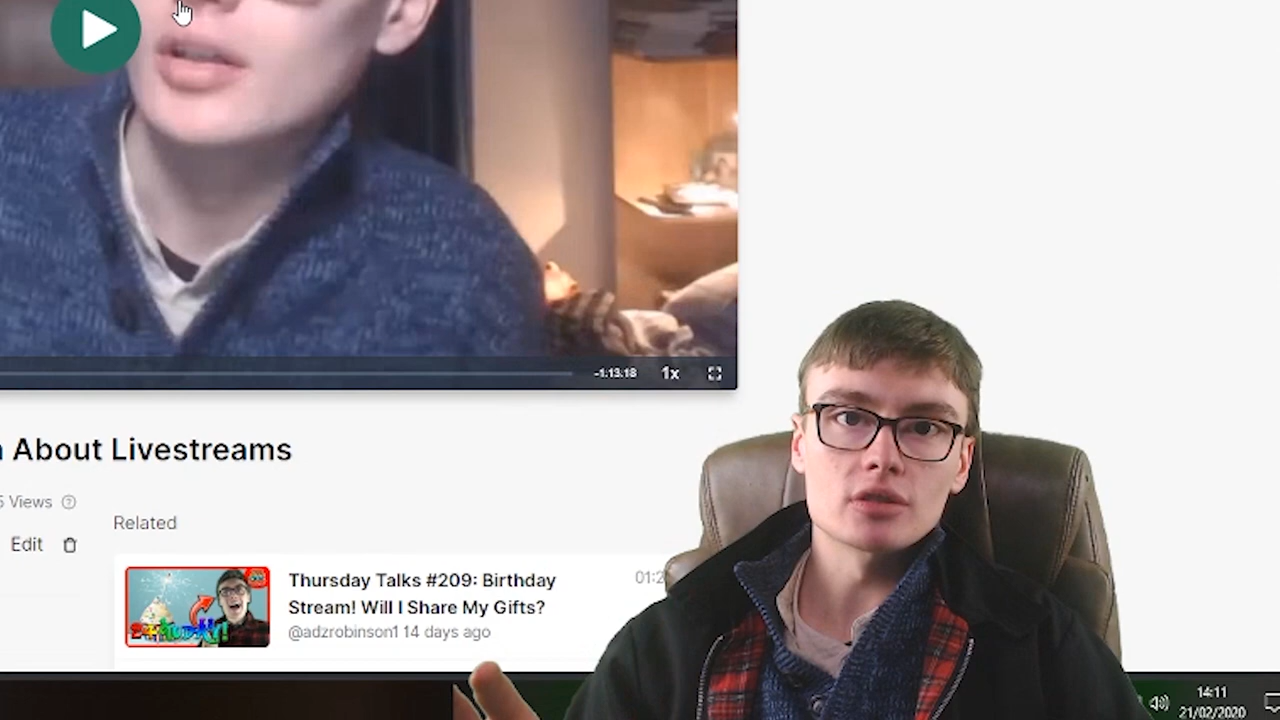 -1:13:18 1x
About Livestreams
Views
Edit
Related
Thursday Talks #209: Birthday
Stream! Will I Share My Gifts?
@adzrobinson1 14 days ago
14:11
21/02/2020